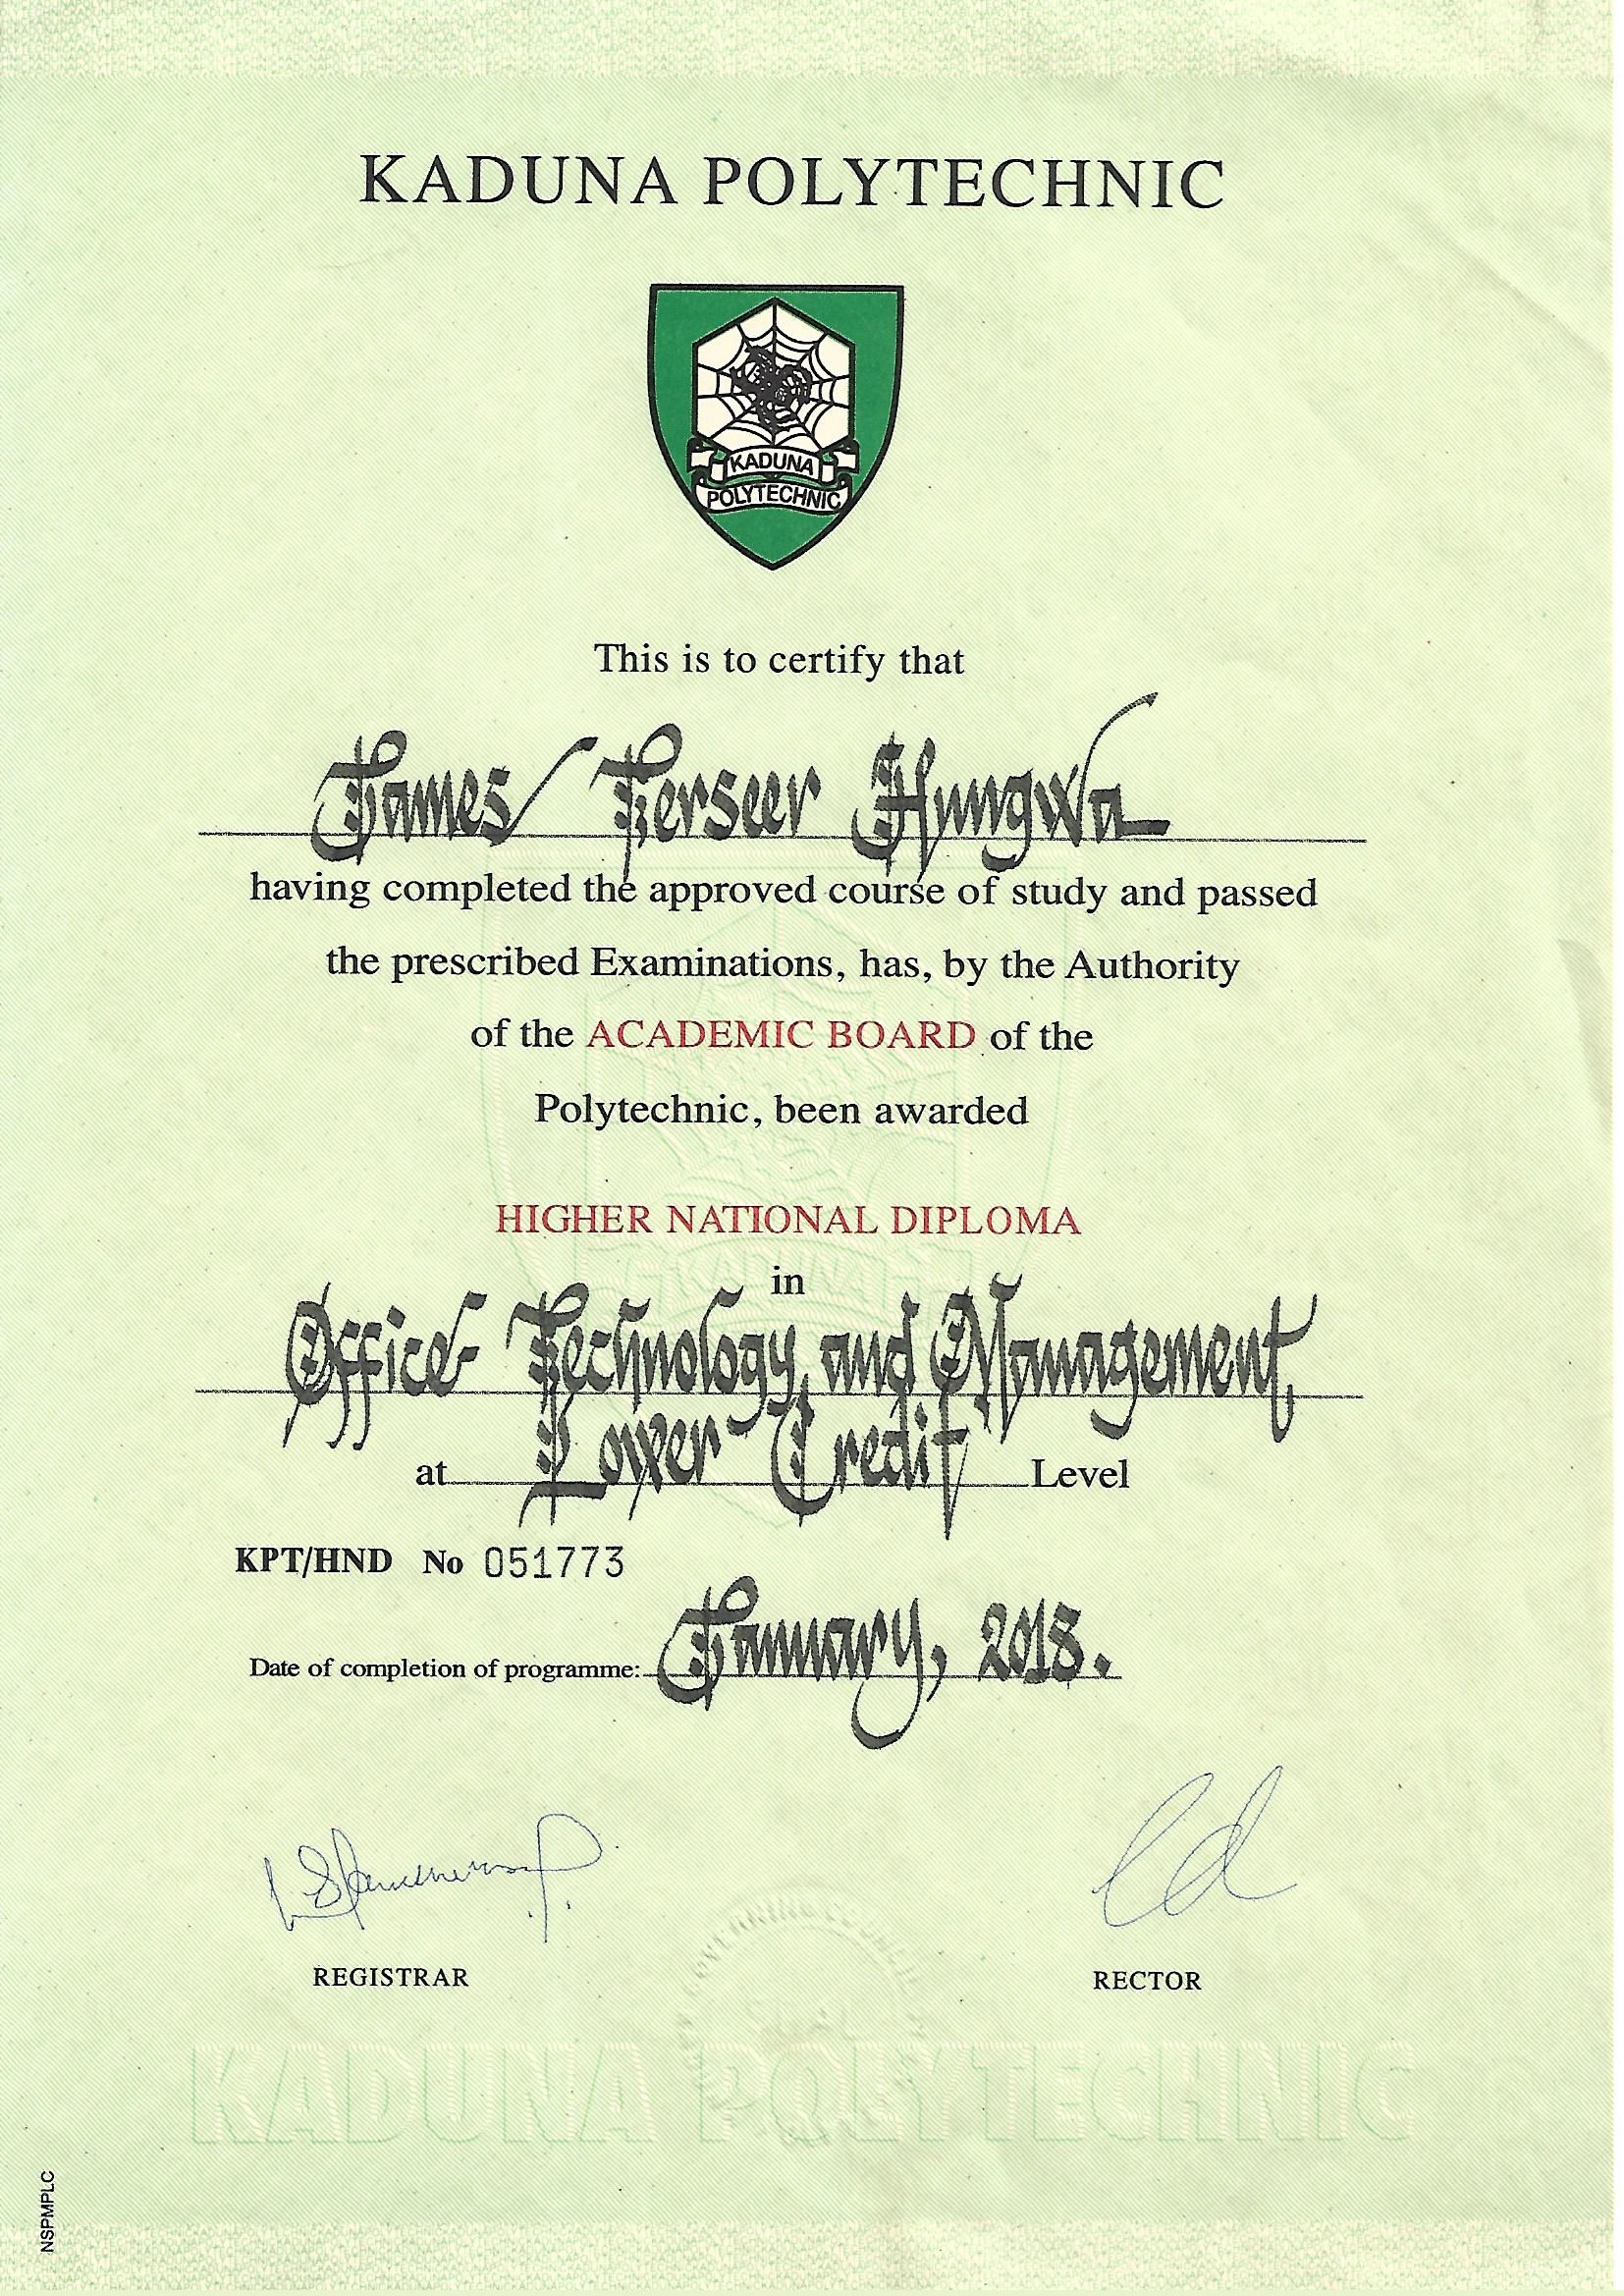 KADUNA POLYTECHNIC
KADUNA
POLYTECHNIC
This is to certify that
James Terseer Hungwa
having completed the approved course of study and passed
the prescribed Examinations, has, by the Authority
of the ACADEMIC BOARD of the
Polytechnic, been awarded
HIGHER NATIONAL DIPLOMA
in
Office Technology and Management,
at Lower Credit Level
KPT/HND No 051773
Date of completion of programme: January, 2018.
REGISTRAR
RECTOR
KADUNA POLYTECHNIC
NSPMPLC